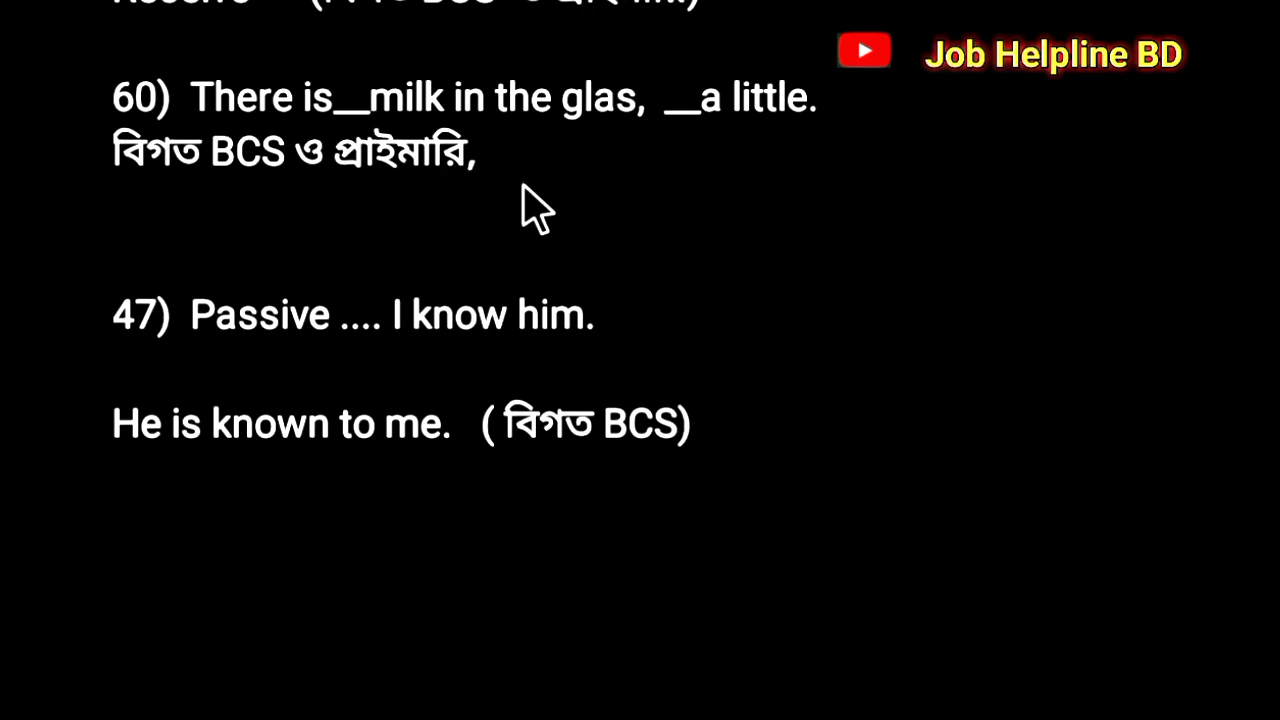 Job Helpline BD
60) There is__milk in the glas, __a little.
বিগত BCS ও প্রাইমারি,
47) Passive .... I know him.
He is known to me. ( বিগত BCS)